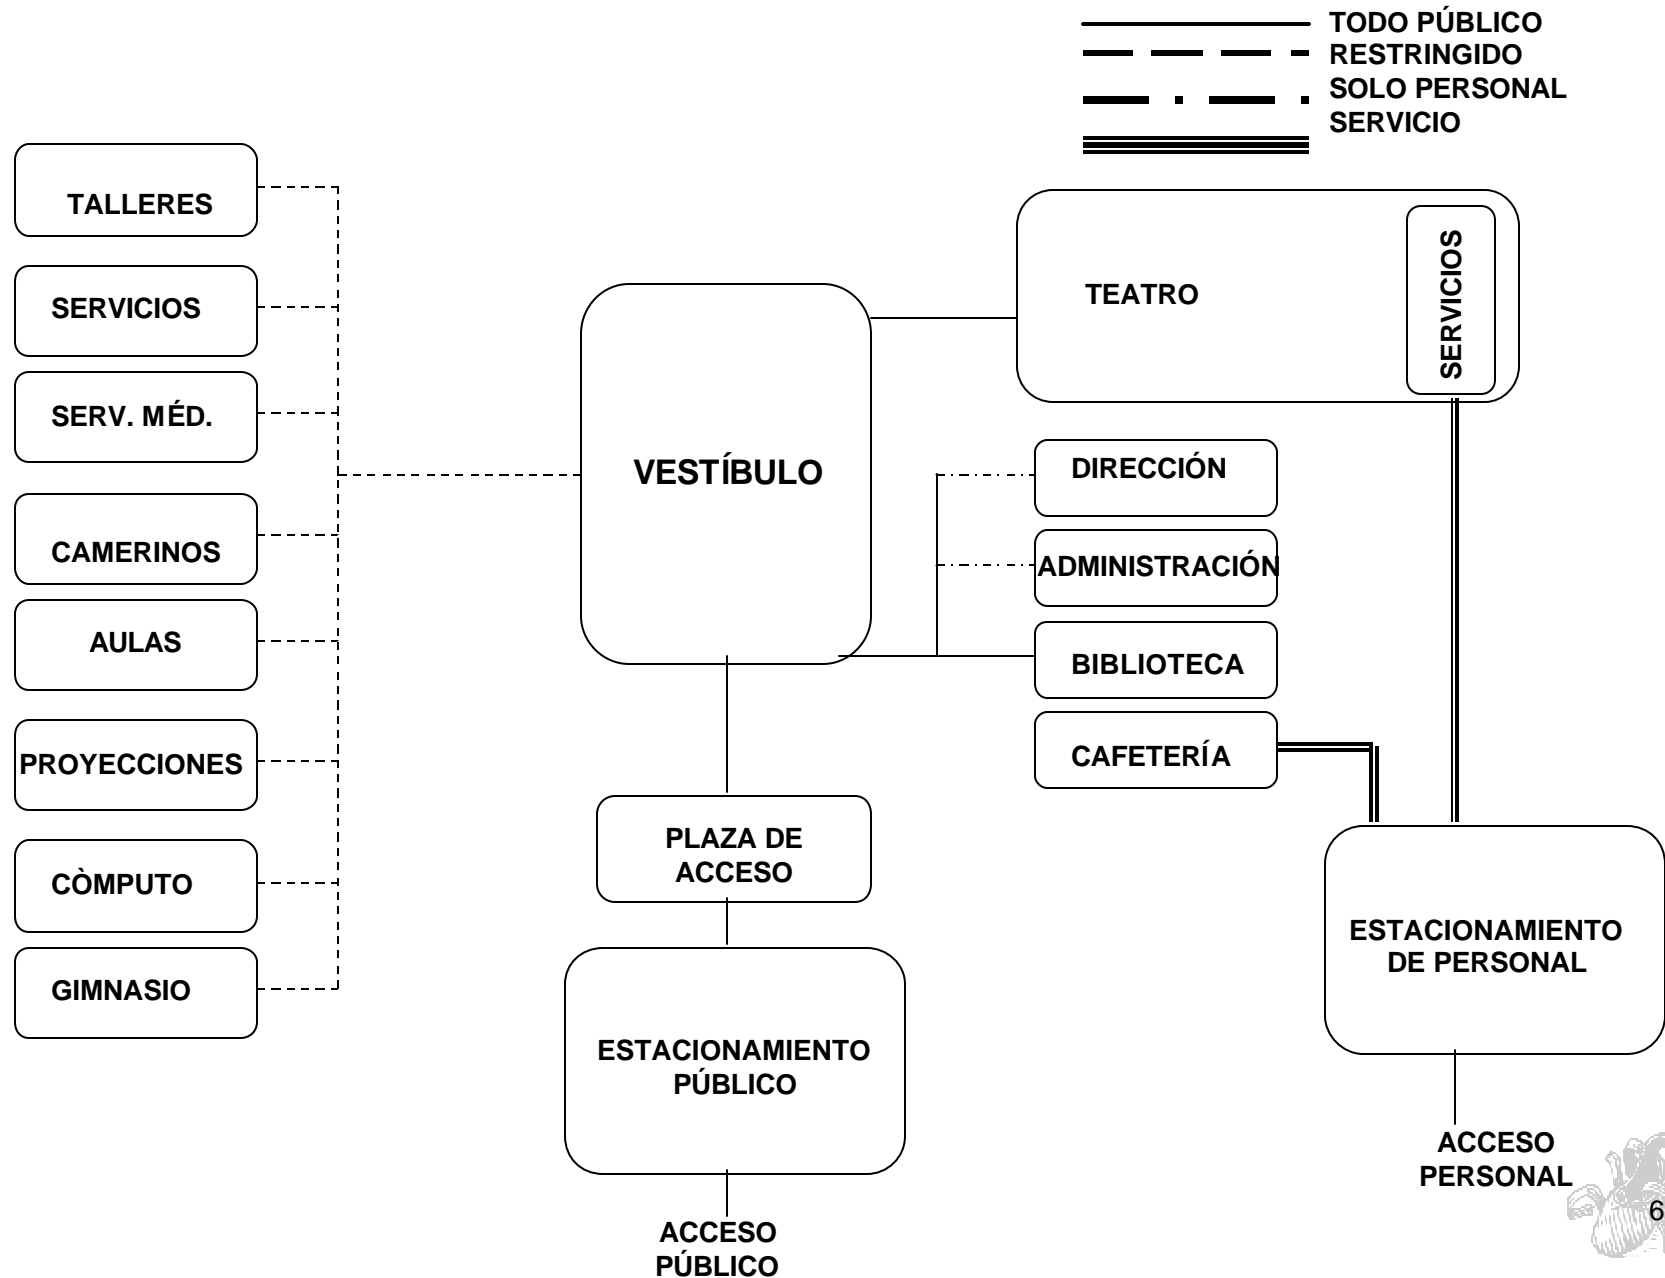 TODO PÚBLICO
RESTRINGIDO
SOLO PERSONAL
SERVICIO
TALLERES
SERVICIOS
SERV. MÉD.
CAMERINOS
AULAS
PROYECCIONES
CÒMPUTO
GIMNASIO
VESTÍBULO
TEATRO
SERVICIOS
DIRECCIÓN
ADMINISTRACIÓN
BIBLIOTECA
CAFETERÍA
PLAZA DE
ACCESO
ESTACIONAMIENTO
PÚBLICO
ACCESO
PÚBLICO
ESTACIONAMIENTO
DE PERSONAL
ACCESO
PERSONAL
6